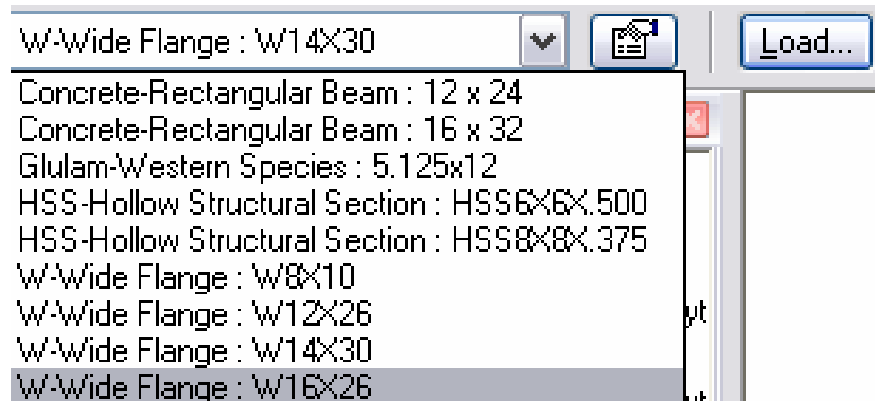 W-Wide Flange : W14X30
Load...
Concrete-Rectangular Beam : 12 x 24
Concrete-Rectangular Beam : 16 x 32
Glulam-Western Species : 5.125x12
HSS-Hollow Structural Section : HSS6X6X.500
HSS-Hollow Structural Section : HSS8X8X.375
W-Wide Flange : W8X10
W-Wide Flange : W12X26
yt
W-Wide Flange : W14X30
W-Wide Flange : W16X26